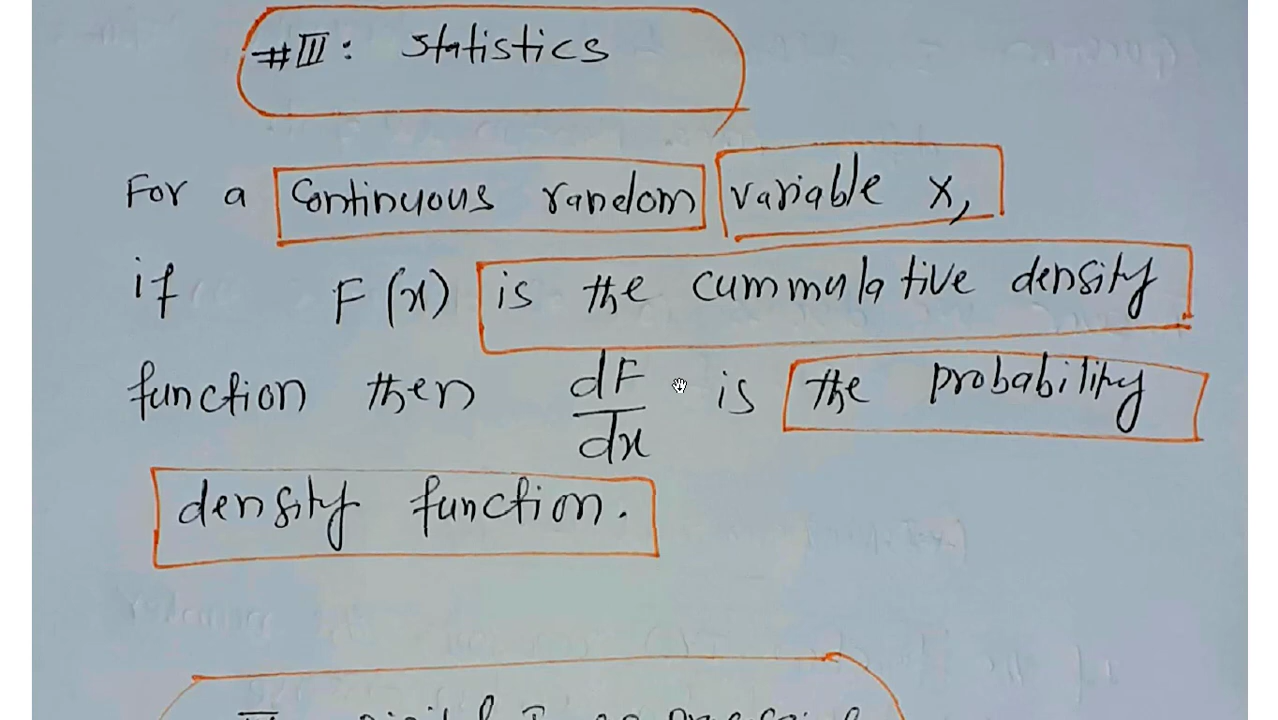 #III: Statistics
For a continuous random variable X,
if F(x) is the cummulative density
function then dF/dx is the probability
density function.